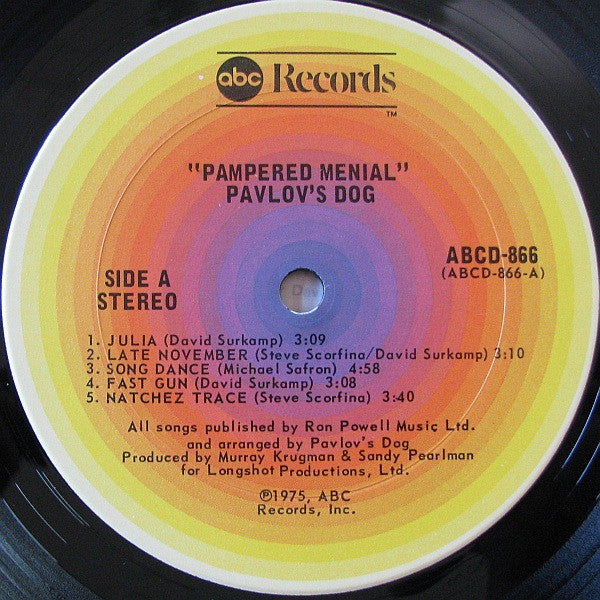 abc Records
TM
"PAMPERED MENIAL"
PAVLOV'S DOG
ABCD-866
(ABCD-866-A)
SIDE A
STEREO
1. JULIA (David Surkamp) 3:09
2. LATE NOVEMBER (Steve Scorfina/David Surkamp) 3:10
3. SONG DANCE (Michael Safron) 4:58
4. FAST GUN (David Surkamp) 3:08
5. NATCHEZ TRACE (Steve Scorfina) 3:40
All songs published by Ron Powell Music Ltd.
and arranged by Pavlov's Dog
Produced by Murray Krugman & Sandy Pearlman
for Longshot Productions, Ltd.
℗1975, ABC
Records, Inc.